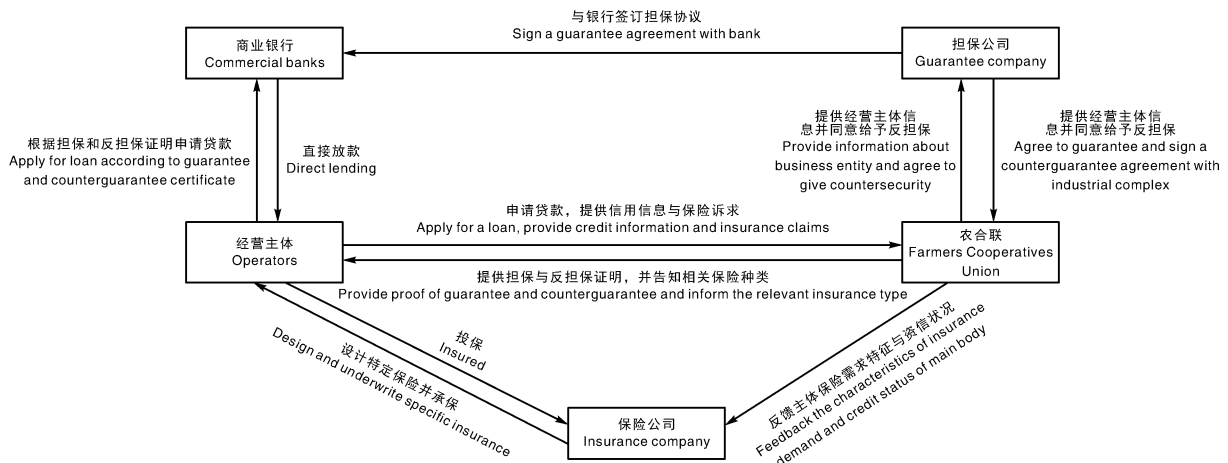 与银行签订担保协议
Sign a guarantee agreement with bank
商业银行
Commercial banks
担保公司
Guarantee company
根据担保和反担保证明申请贷款
Apply for loan according to guarantee
and counterguarantee certificate
直接放款
Direct lending
提供经营主体信
息并同意给予反担保
Provide information about
business entity and agree to
give countersecurity
提供经营主体信
息并同意给予反担保
Agree to guarantee and sign a
counterguarantee agreement with
industrial complex
申请贷款，提供信用信息与保险诉求
Apply for a loan, provide credit information and insurance claims
经营主体
Operators
农合联
Farmers Cooperatives
Union
提供担保与反担保证明，并告知相关保险种类
Provide proof of guarantee and counterguarantee and inform the relevant insurance type
投保
Insured
设计特定保险并承保
Design and underwrite specific insurance
反馈主体保险需求特征与资信状况
Feedback the characteristics of insurance
demand and credit status of main body
保险公司
Insurance company